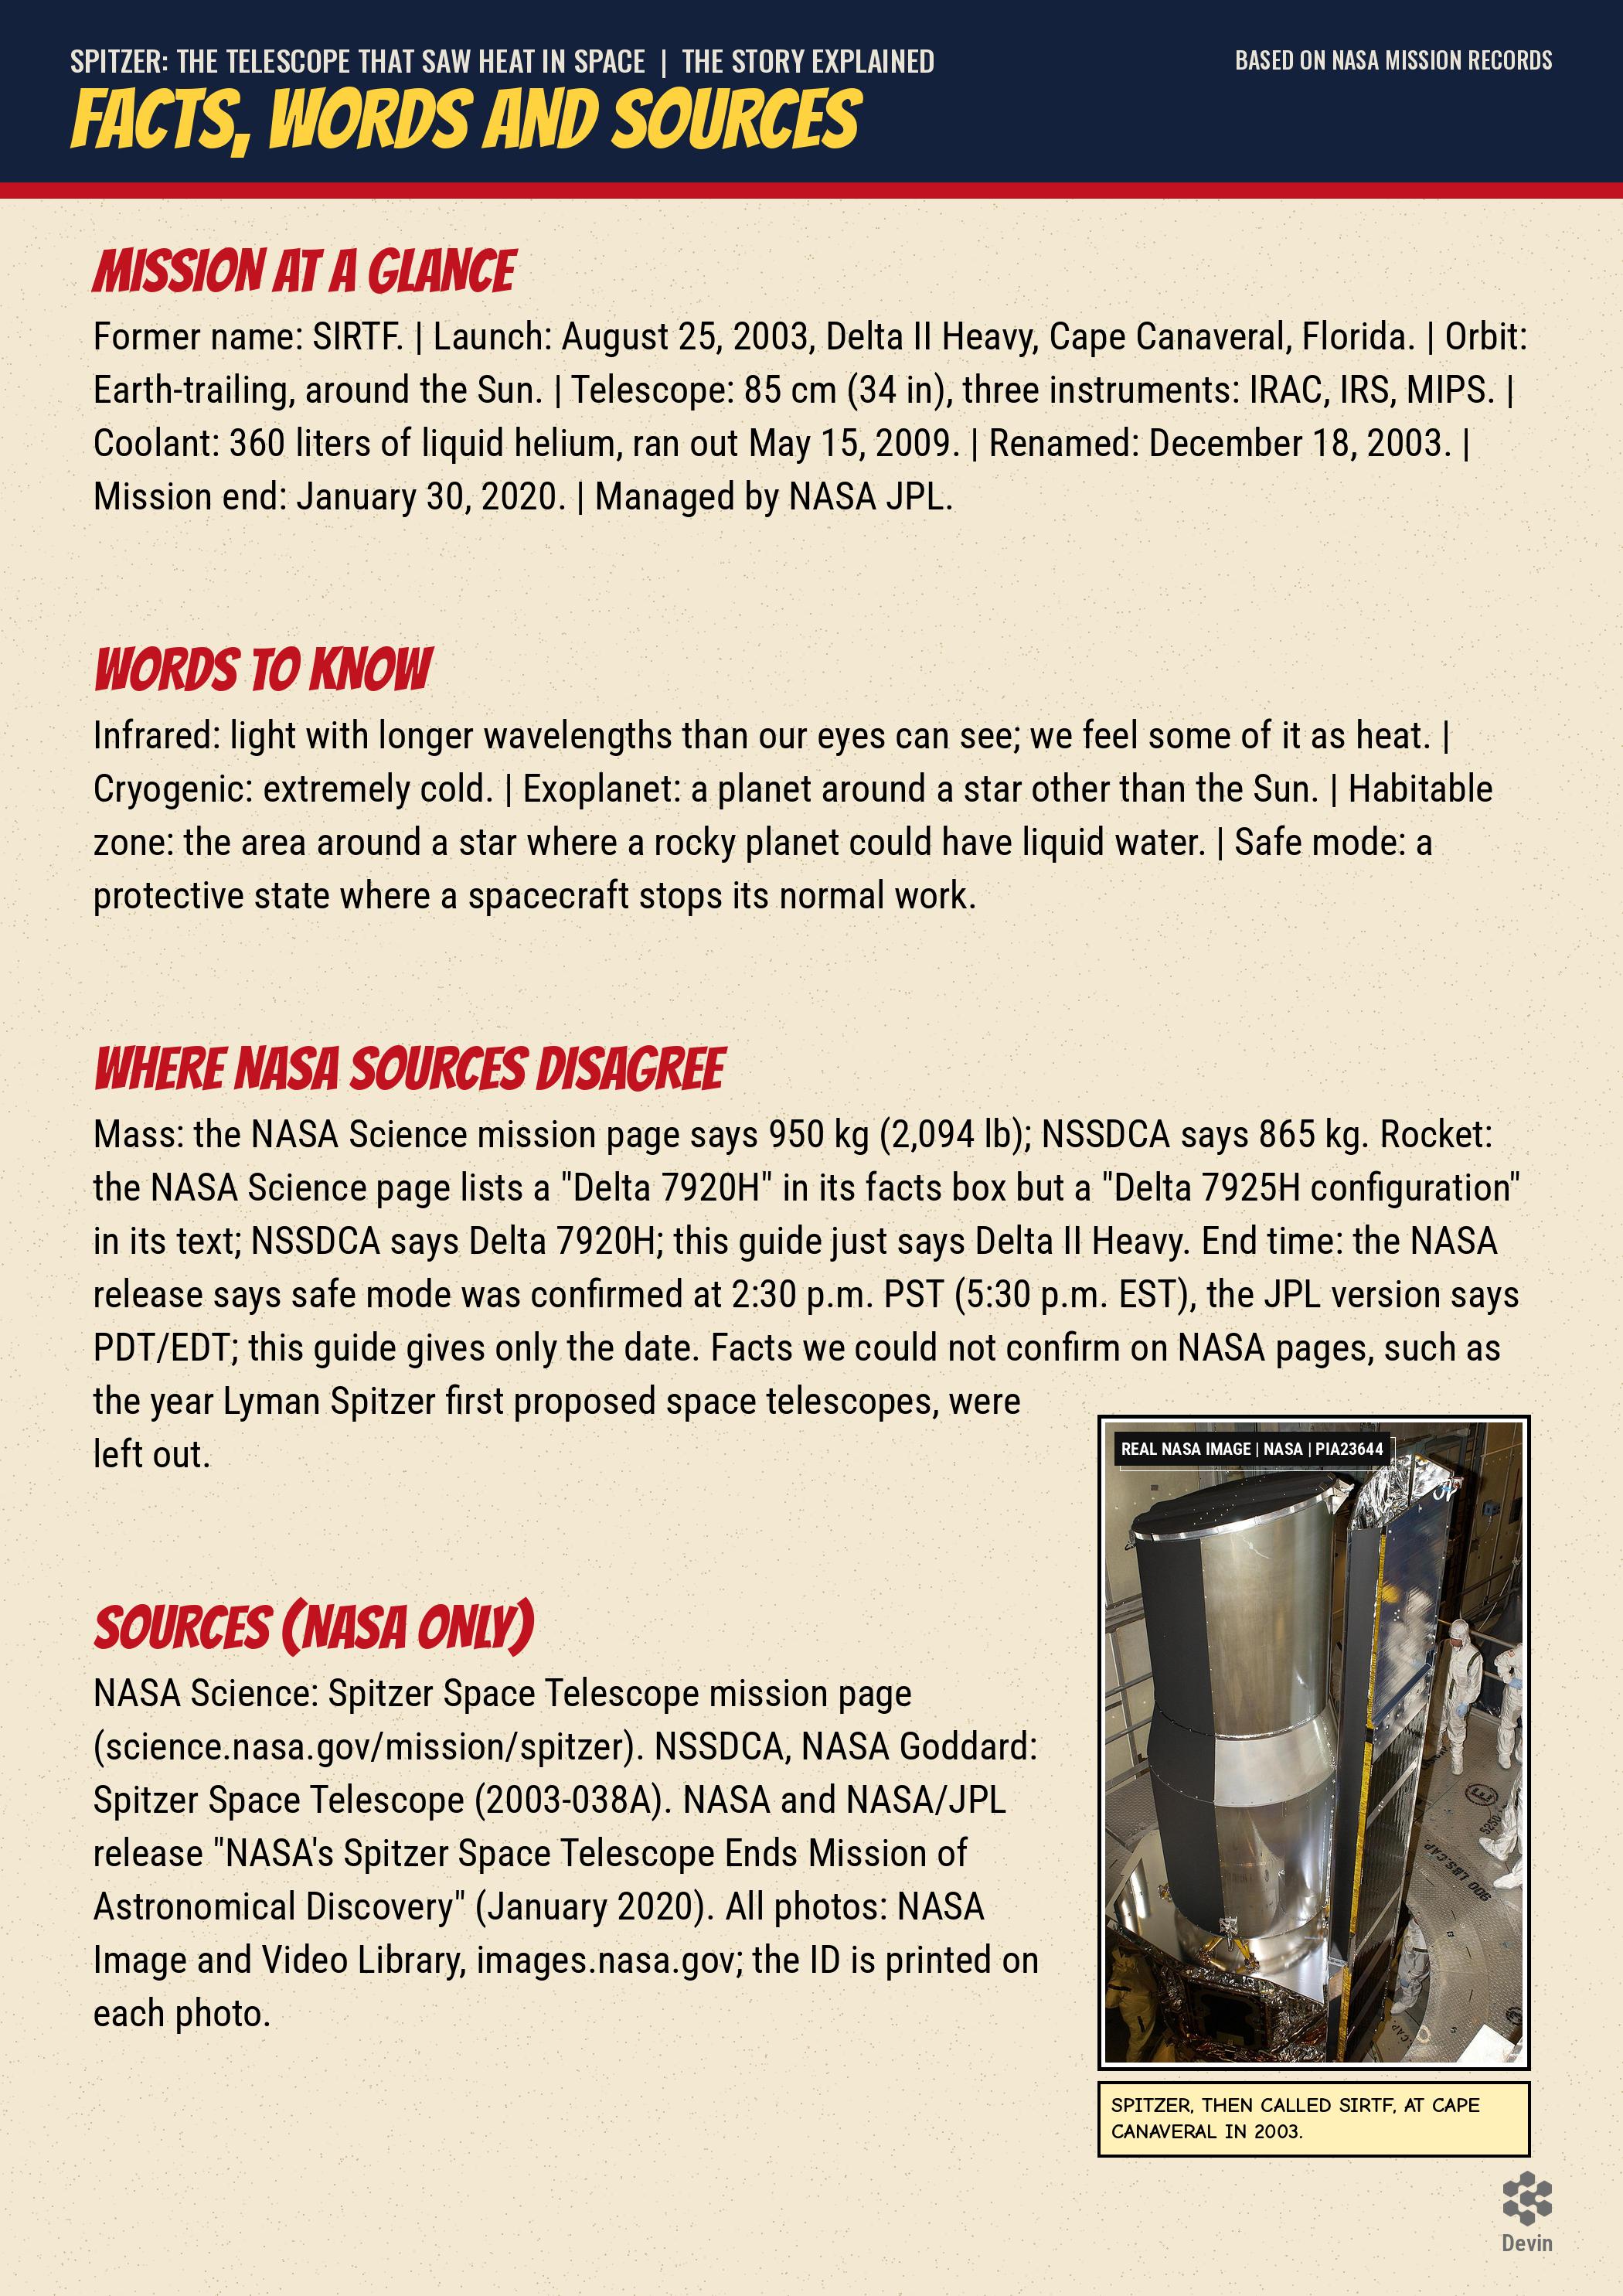 SPITZER: THE TELESCOPE THAT SAW HEAT IN SPACE | THE STORY EXPLAINED
BASED ON NASA MISSION RECORDS
FACTS, WORDS AND SOURCES
MISSION AT A GLANCE
Former name: SIRTF. | Launch: August 25, 2003, Delta II Heavy, Cape Canaveral, Florida. | Orbit:
Earth-trailing, around the Sun. | Telescope: 85 cm (34 in), three instruments: IRAC, IRS, MIPS. |
Coolant: 360 liters of liquid helium, ran out May 15, 2009. | Renamed: December 18, 2003. |
Mission end: January 30, 2020. | Managed by NASA JPL.
WORDS TO KNOW
Infrared: light with longer wavelengths than our eyes can see; we feel some of it as heat. |
Cryogenic: extremely cold. | Exoplanet: a planet around a star other than the Sun. | Habitable
zone: the area around a star where a rocky planet could have liquid water. | Safe mode: a
protective state where a spacecraft stops its normal work.
WHERE NASA SOURCES DISAGREE
Mass: the NASA Science mission page says 950 kg (2,094 lb); NSSDCA says 865 kg. Rocket:
the NASA Science page lists a "Delta 7920H" in its facts box but a "Delta 7925H configuration"
in its text; NSSDCA says Delta 7920H; this guide just says Delta II Heavy. End time: the NASA
release says safe mode was confirmed at 2:30 p.m. PST (5:30 p.m. EST), the JPL version says
PDT/EDT; this guide gives only the date. Facts we could not confirm on NASA pages, such as
the year Lyman Spitzer first proposed space telescopes, were
left out.
SOURCES (NASA ONLY)
NASA Science: Spitzer Space Telescope mission page
(science.nasa.gov/mission/spitzer). NSSDCA, NASA Goddard:
Spitzer Space Telescope (2003-038A). NASA and NASA/JPL
release "NASA's Spitzer Space Telescope Ends Mission of
Astronomical Discovery" (January 2020). All photos: NASA
Image and Video Library, images.nasa.gov; the ID is printed on
each photo.
REAL NASA IMAGE | NASA | PIA23644
900 LBS.CAP.
SPITZER, THEN CALLED SIRTF, AT CAPE
CANAVERAL IN 2003.
Devin